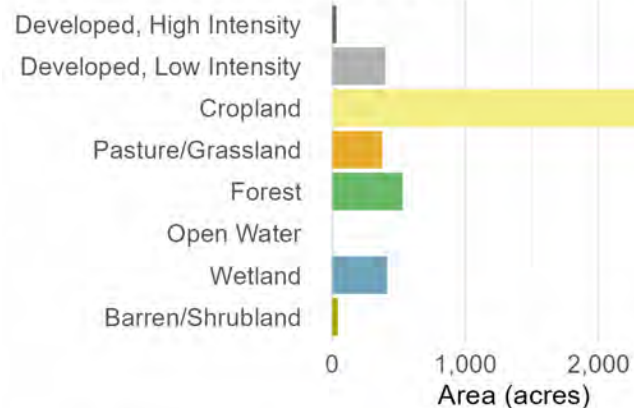 Developed, High Intensity
Developed, Low Intensity
Cropland
Pasture/Grassland
Forest
Open Water
Wetland
Barren/Shrubland
0 1,000 2,000
Area (acres)